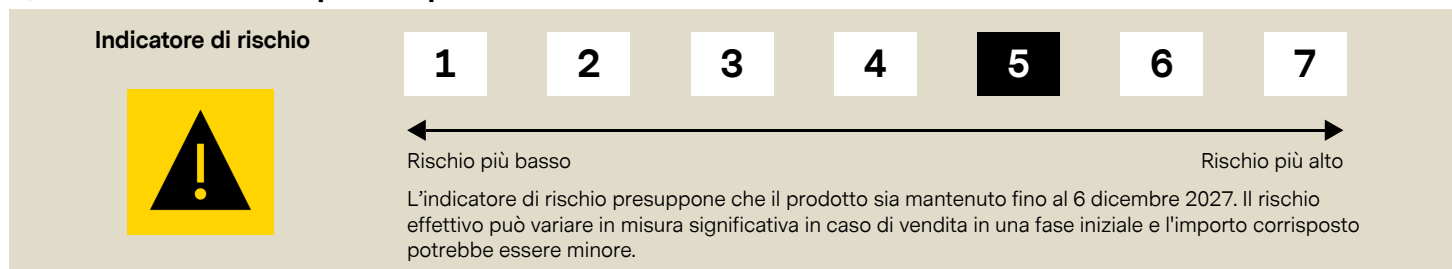 Indicatore di rischio
1 2 3 4 5 6 7
Rischio più basso Rischio più alto
L'indicatore di rischio presuppone che il prodotto sia mantenuto fino al 6 dicembre 2027. Il rischio
effettivo può variare in misura significativa in caso di vendita in una fase iniziale e l'importo corrisposto
potrebbe essere minore.